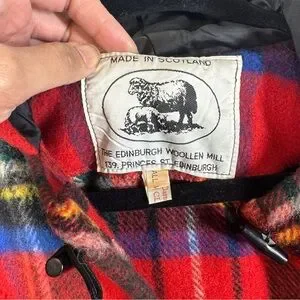 MADE IN SCOTLAND
THE EDINBURGH WOOLLEN MILL
139, PRINCES ST. EDINBURGH